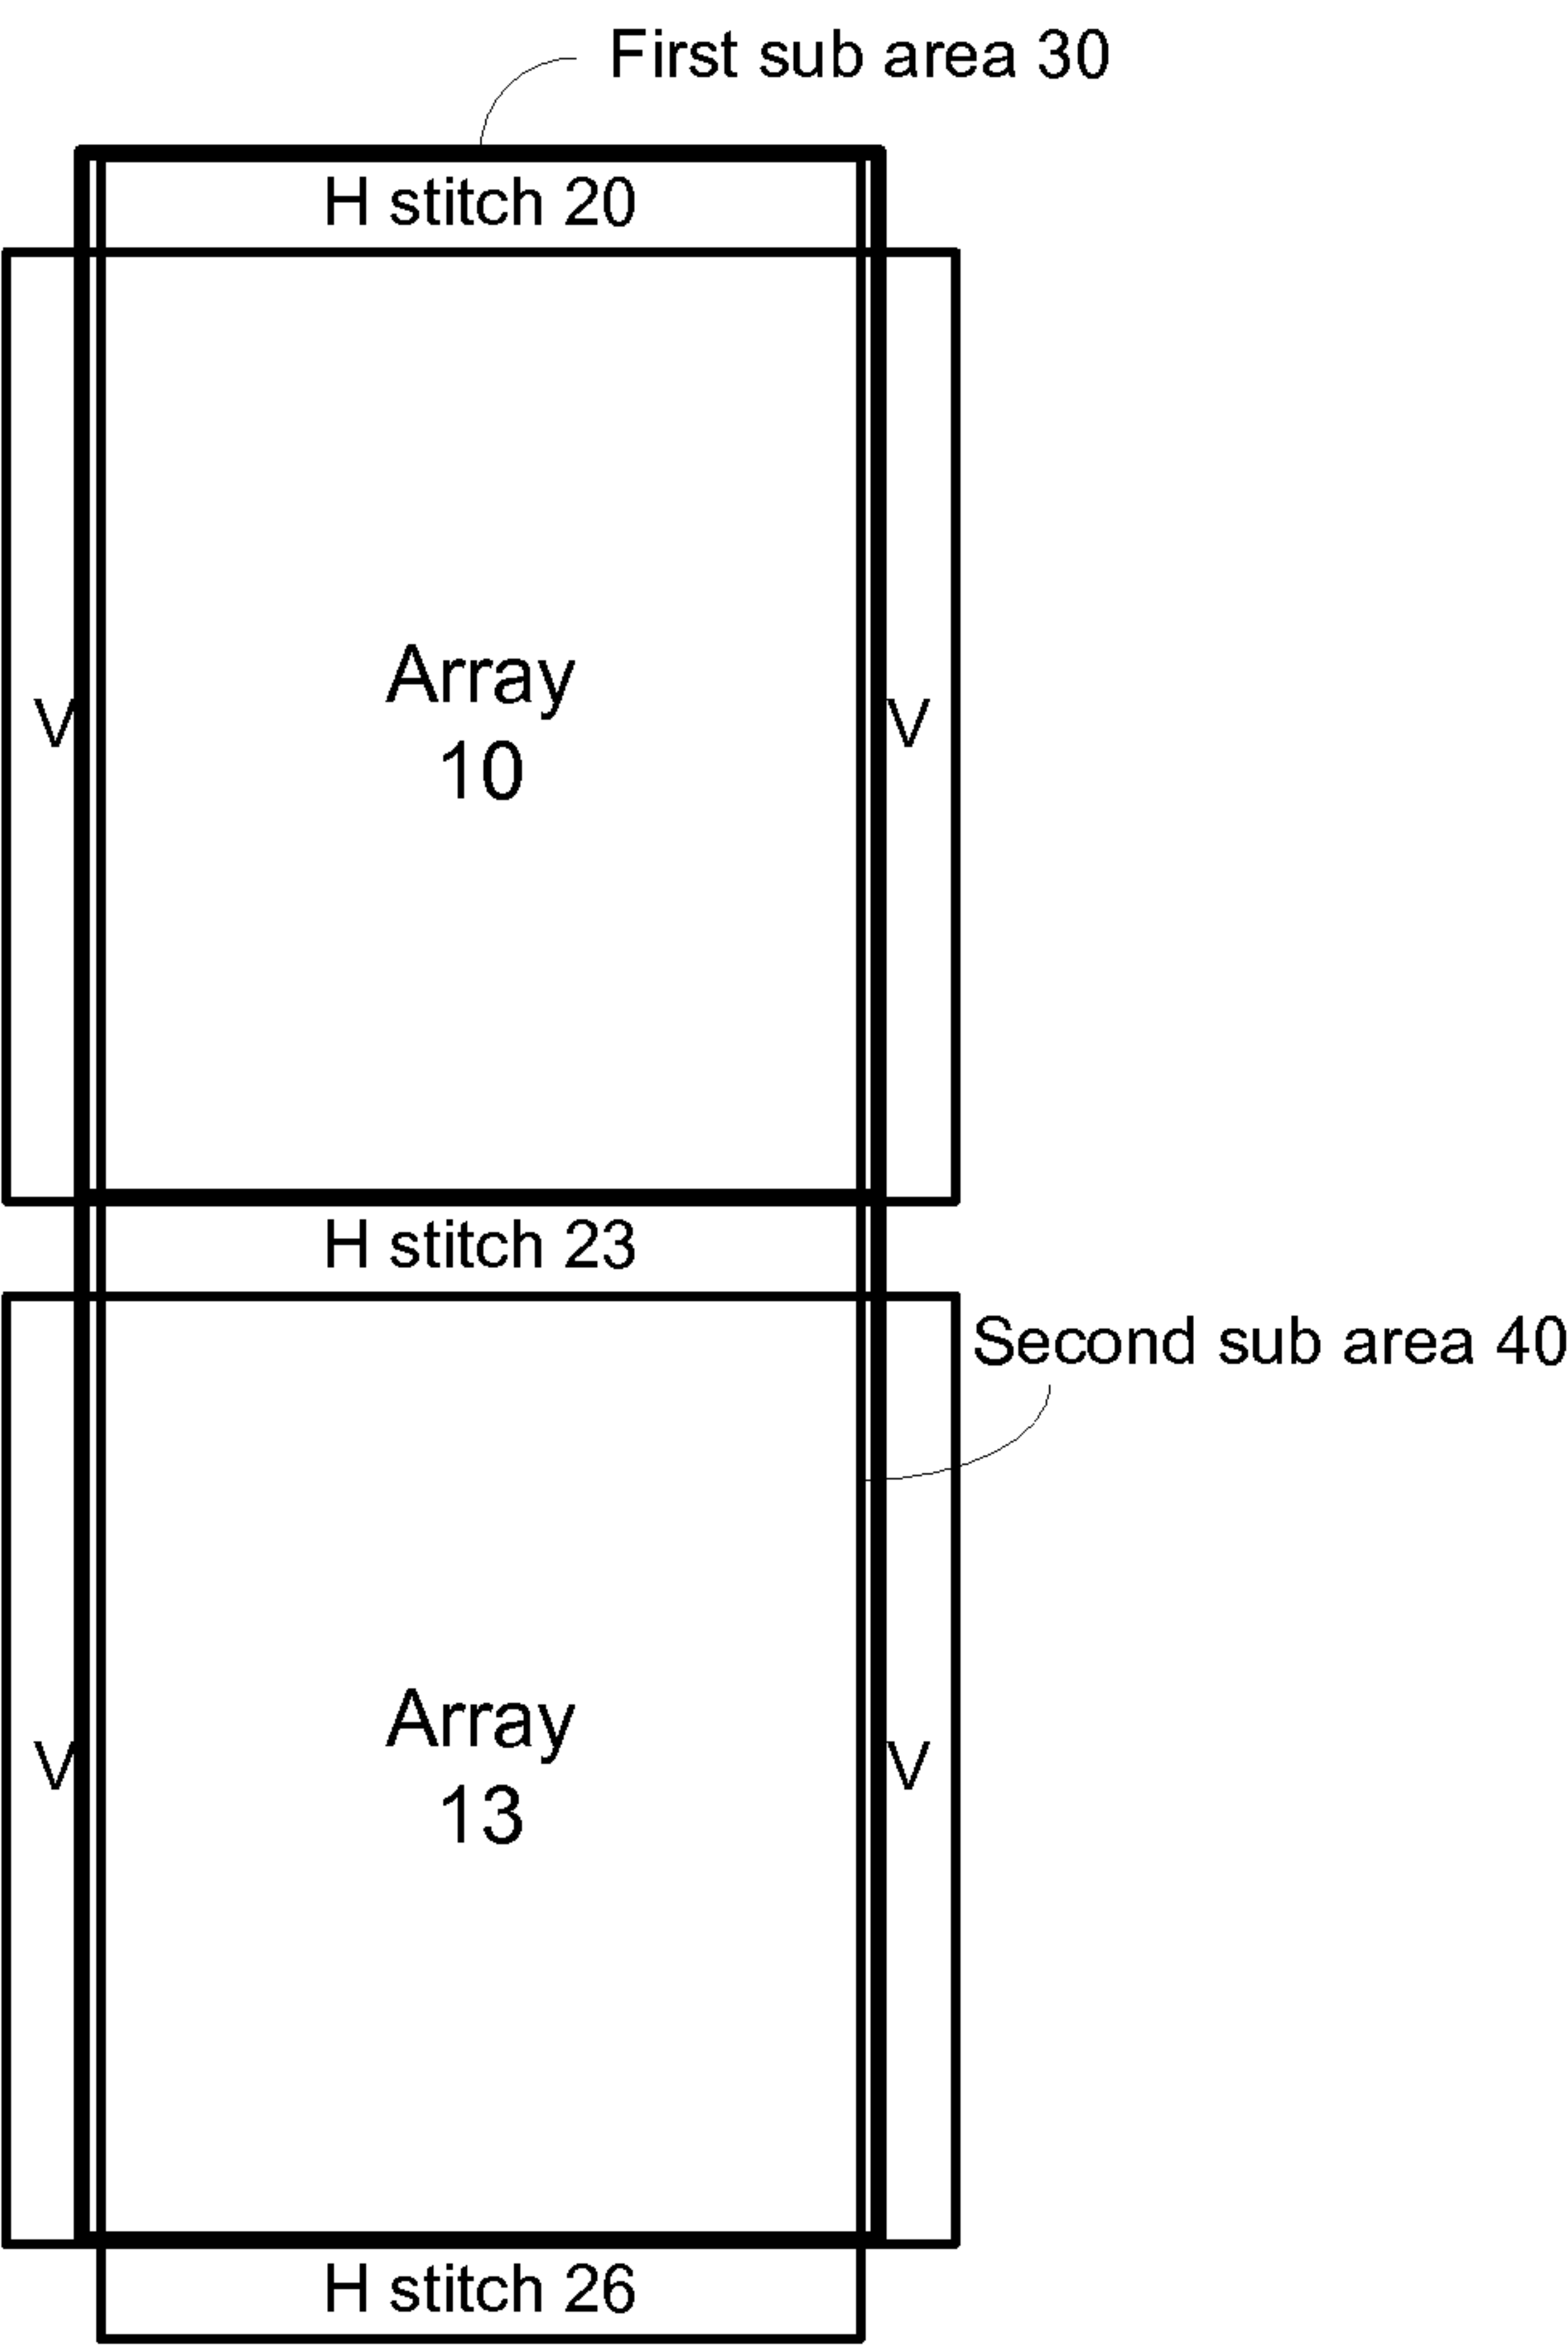 First sub area 30
H stitch 20
Array
10
V
V
H stitch 23
Second sub area 40
Array
13
V
V
H stitch 26